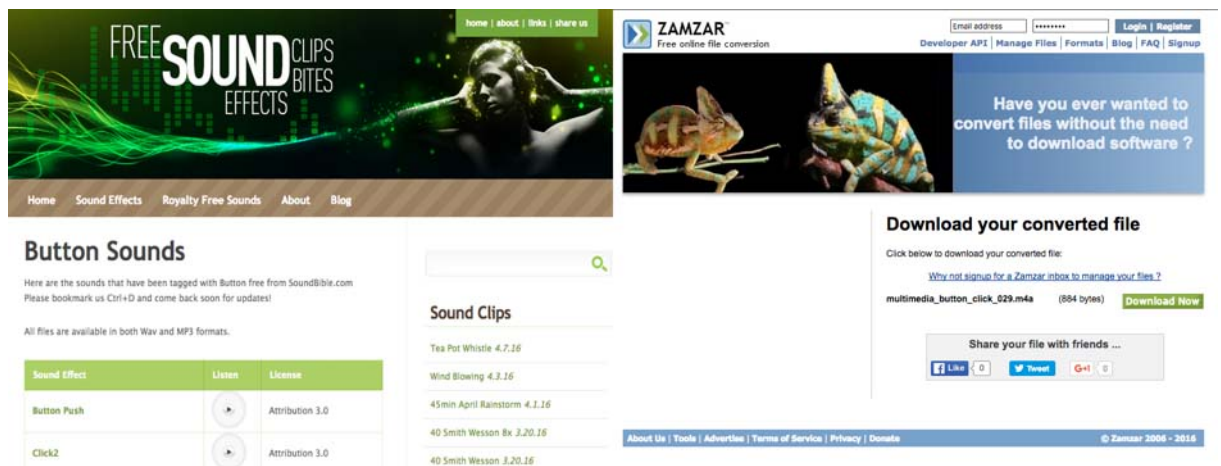 home | about | links | share us
FREE SOUND CLIPS
BITES
EFFECTS
Home Sound Effects Royalty Free Sounds About Blog
Button Sounds
Here are the sounds that have been tagged with Button free from SoundBible.com
Please bookmark us Ctrl+D and come back soon for updates!
All files are available in both Wav and MP3 formats.
Sound Effect Listen License
Button Push Attribution 3.0
Click2 Attribution 3.0
Sound Clips
Tea Pot Whistle 4.7.16
Wind Blowing 4.3.16
45min April Rainstorm 4.1.16
40 Smith Wesson 8x 3.20.16
40 Smith Wesson 3.20.16
ZAMZAR™
Free online file conversion
Email address •••••••• Login | Register
Developer API | Manage Files | Formats | Blog | FAQ | Signup
Have you ever wanted to
convert files without the need
to download software ?
Download your converted file
Click below to download your converted file:
Why not signup for a Zamzar inbox to manage your files ?
multimedia_button_click_029.m4a (884 bytes) Download Now
Share your file with friends ...
Like 0 Tweet G+1 0
About Us | Tools | Advertise | Terms of Service | Privacy | Donate © Zamzar 2006 - 2016